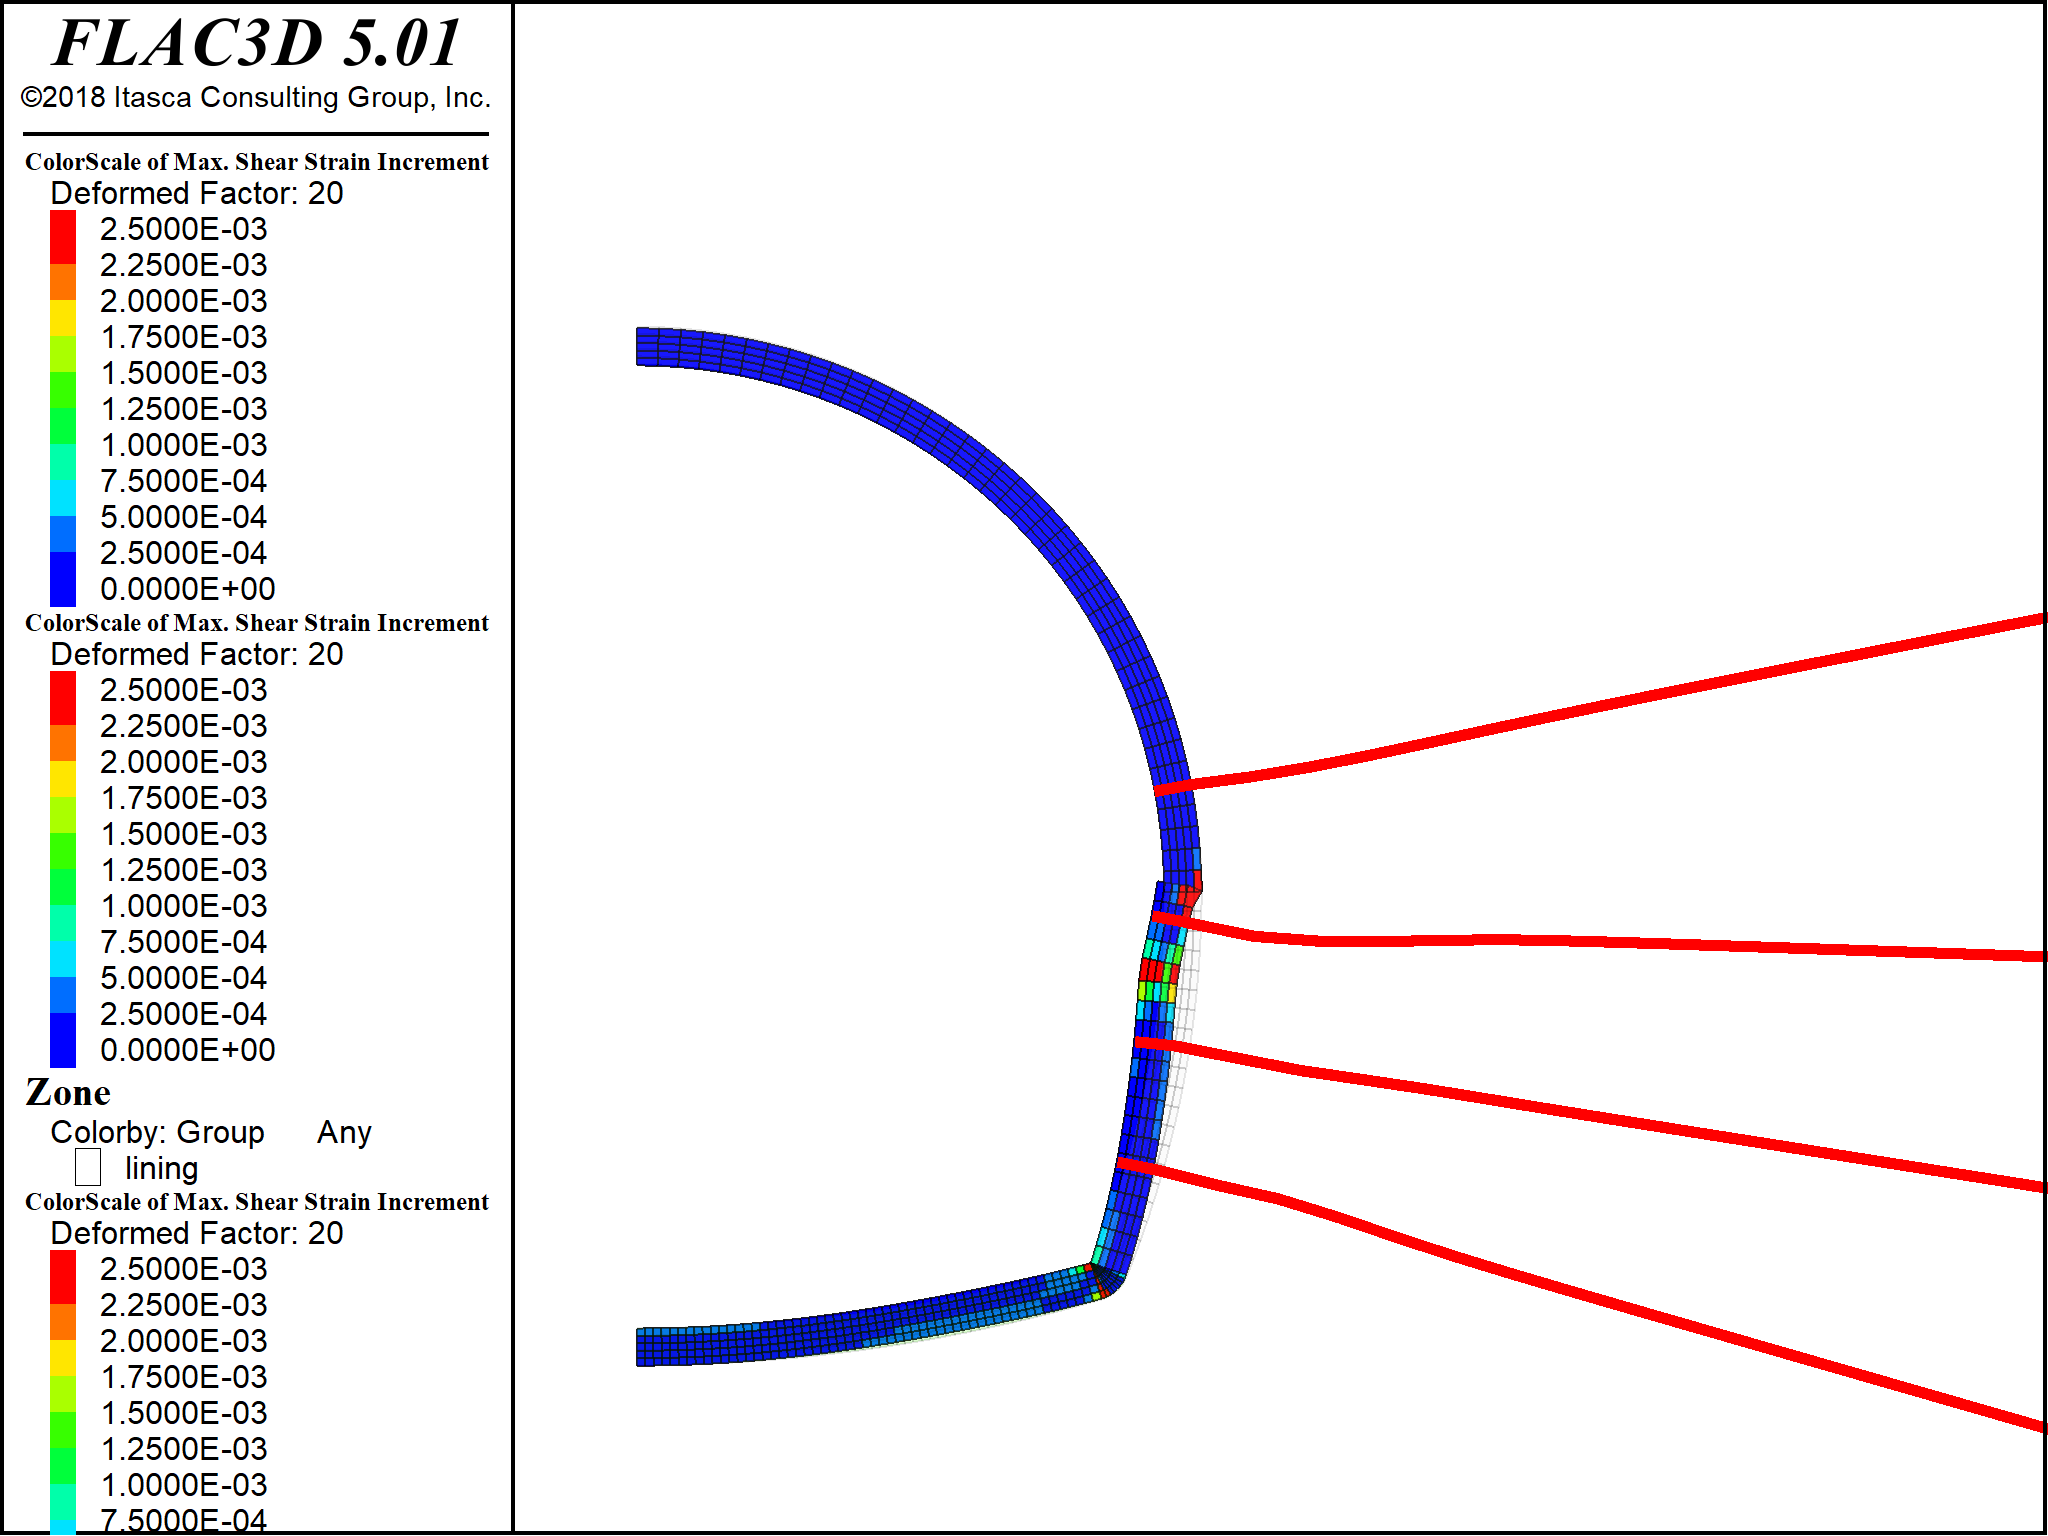 FLAC3D 5.01
©2018 Itasca Consulting Group, Inc.
ColorScale of Max. Shear Strain Increment
Deformed Factor: 20
2.5000E-03
2.2500E-03
2.0000E-03
1.7500E-03
1.5000E-03
1.2500E-03
1.0000E-03
7.5000E-04
5.0000E-04
2.5000E-04
0.0000E+00
ColorScale of Max. Shear Strain Increment
Deformed Factor: 20
2.5000E-03
2.2500E-03
2.0000E-03
1.7500E-03
1.5000E-03
1.2500E-03
1.0000E-03
7.5000E-04
5.0000E-04
2.5000E-04
0.0000E+00
Zone
Colorby: Group Any
lining
ColorScale of Max. Shear Strain Increment
Deformed Factor: 20
2.5000E-03
2.2500E-03
2.0000E-03
1.7500E-03
1.5000E-03
1.2500E-03
1.0000E-03
7.5000E-04